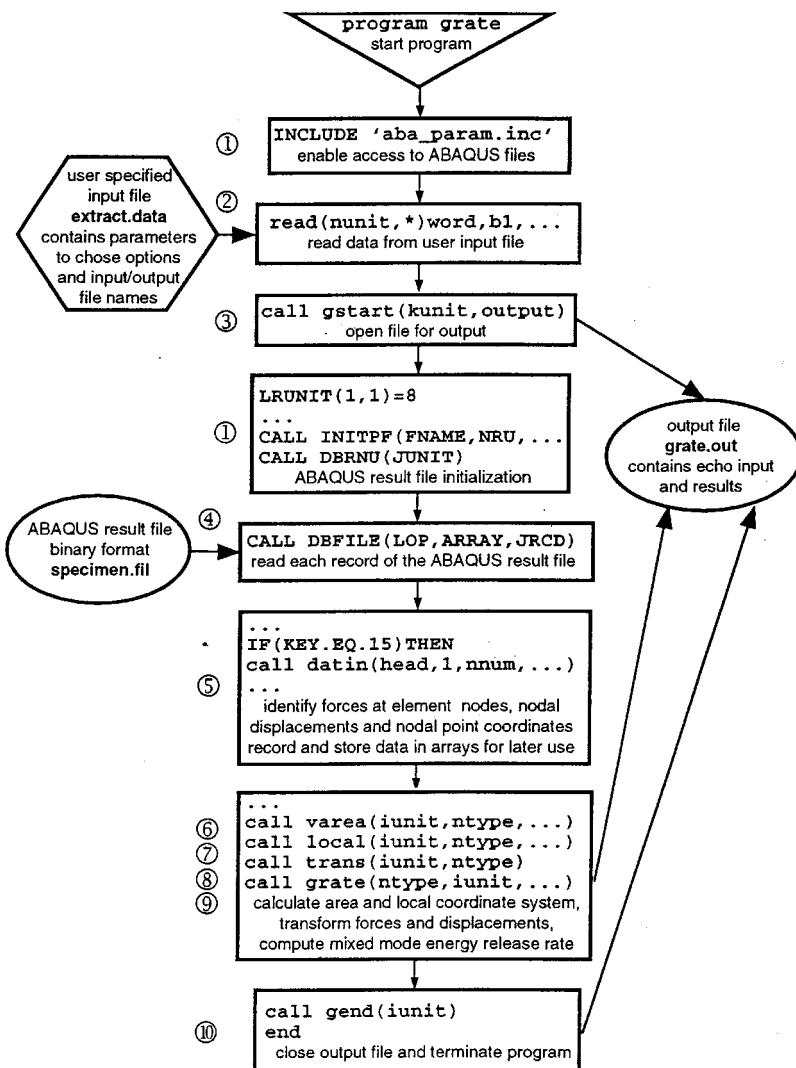 program grate
start program
①
INCLUDE 'aba_param.inc'
enable access to ABAQUS files
user specified
input file
extract.data
contains parameters
to chose options
and input/output
file names
②
read(nunit,*)word,b1,...
read data from user input file
③
call gstart(kunit,output)
open file for output
①
LRUNIT(1,1)=8
...
CALL INITPF(FNAME,NRU,...
CALL DBRNU(JUNIT)
ABAQUS result file initialization
output file
grate.out
contains echo input
and results
ABAQUS result file
binary format
specimen.fil
④
CALL DBFILE(LOP,ARRAY,JRCD)
read each record of the ABAQUS result file
⑤
...
IF(KEY.EQ.15)THEN
call datin(head,1,nnum,...)
...
identify forces at element nodes, nodal
displacements and nodal point coordinates
record and store data in arrays for later use
...
⑥ call varea(iunit,ntype,...)
⑦ call local(iunit,ntype,...)
call trans(iunit,ntype)
⑧ call grate(ntype,iunit,...)
⑨ calculate area and local coordinate system,
transform forces and displacements,
compute mixed mode energy release rate
⑩
call gend(iunit)
end
close output file and terminate program